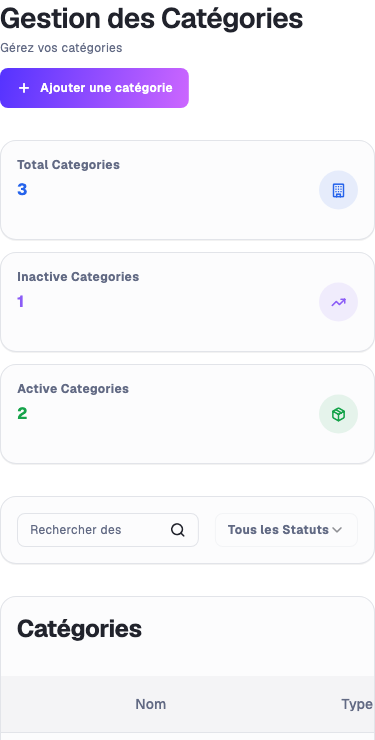 Gestion des Catégories
Gérez vos catégories
+ Ajouter une catégorie
Total Categories
3
Inactive Categories
1
Active Categories
2
Rechercher des
Tous les Statuts
Catégories
Nom
Type